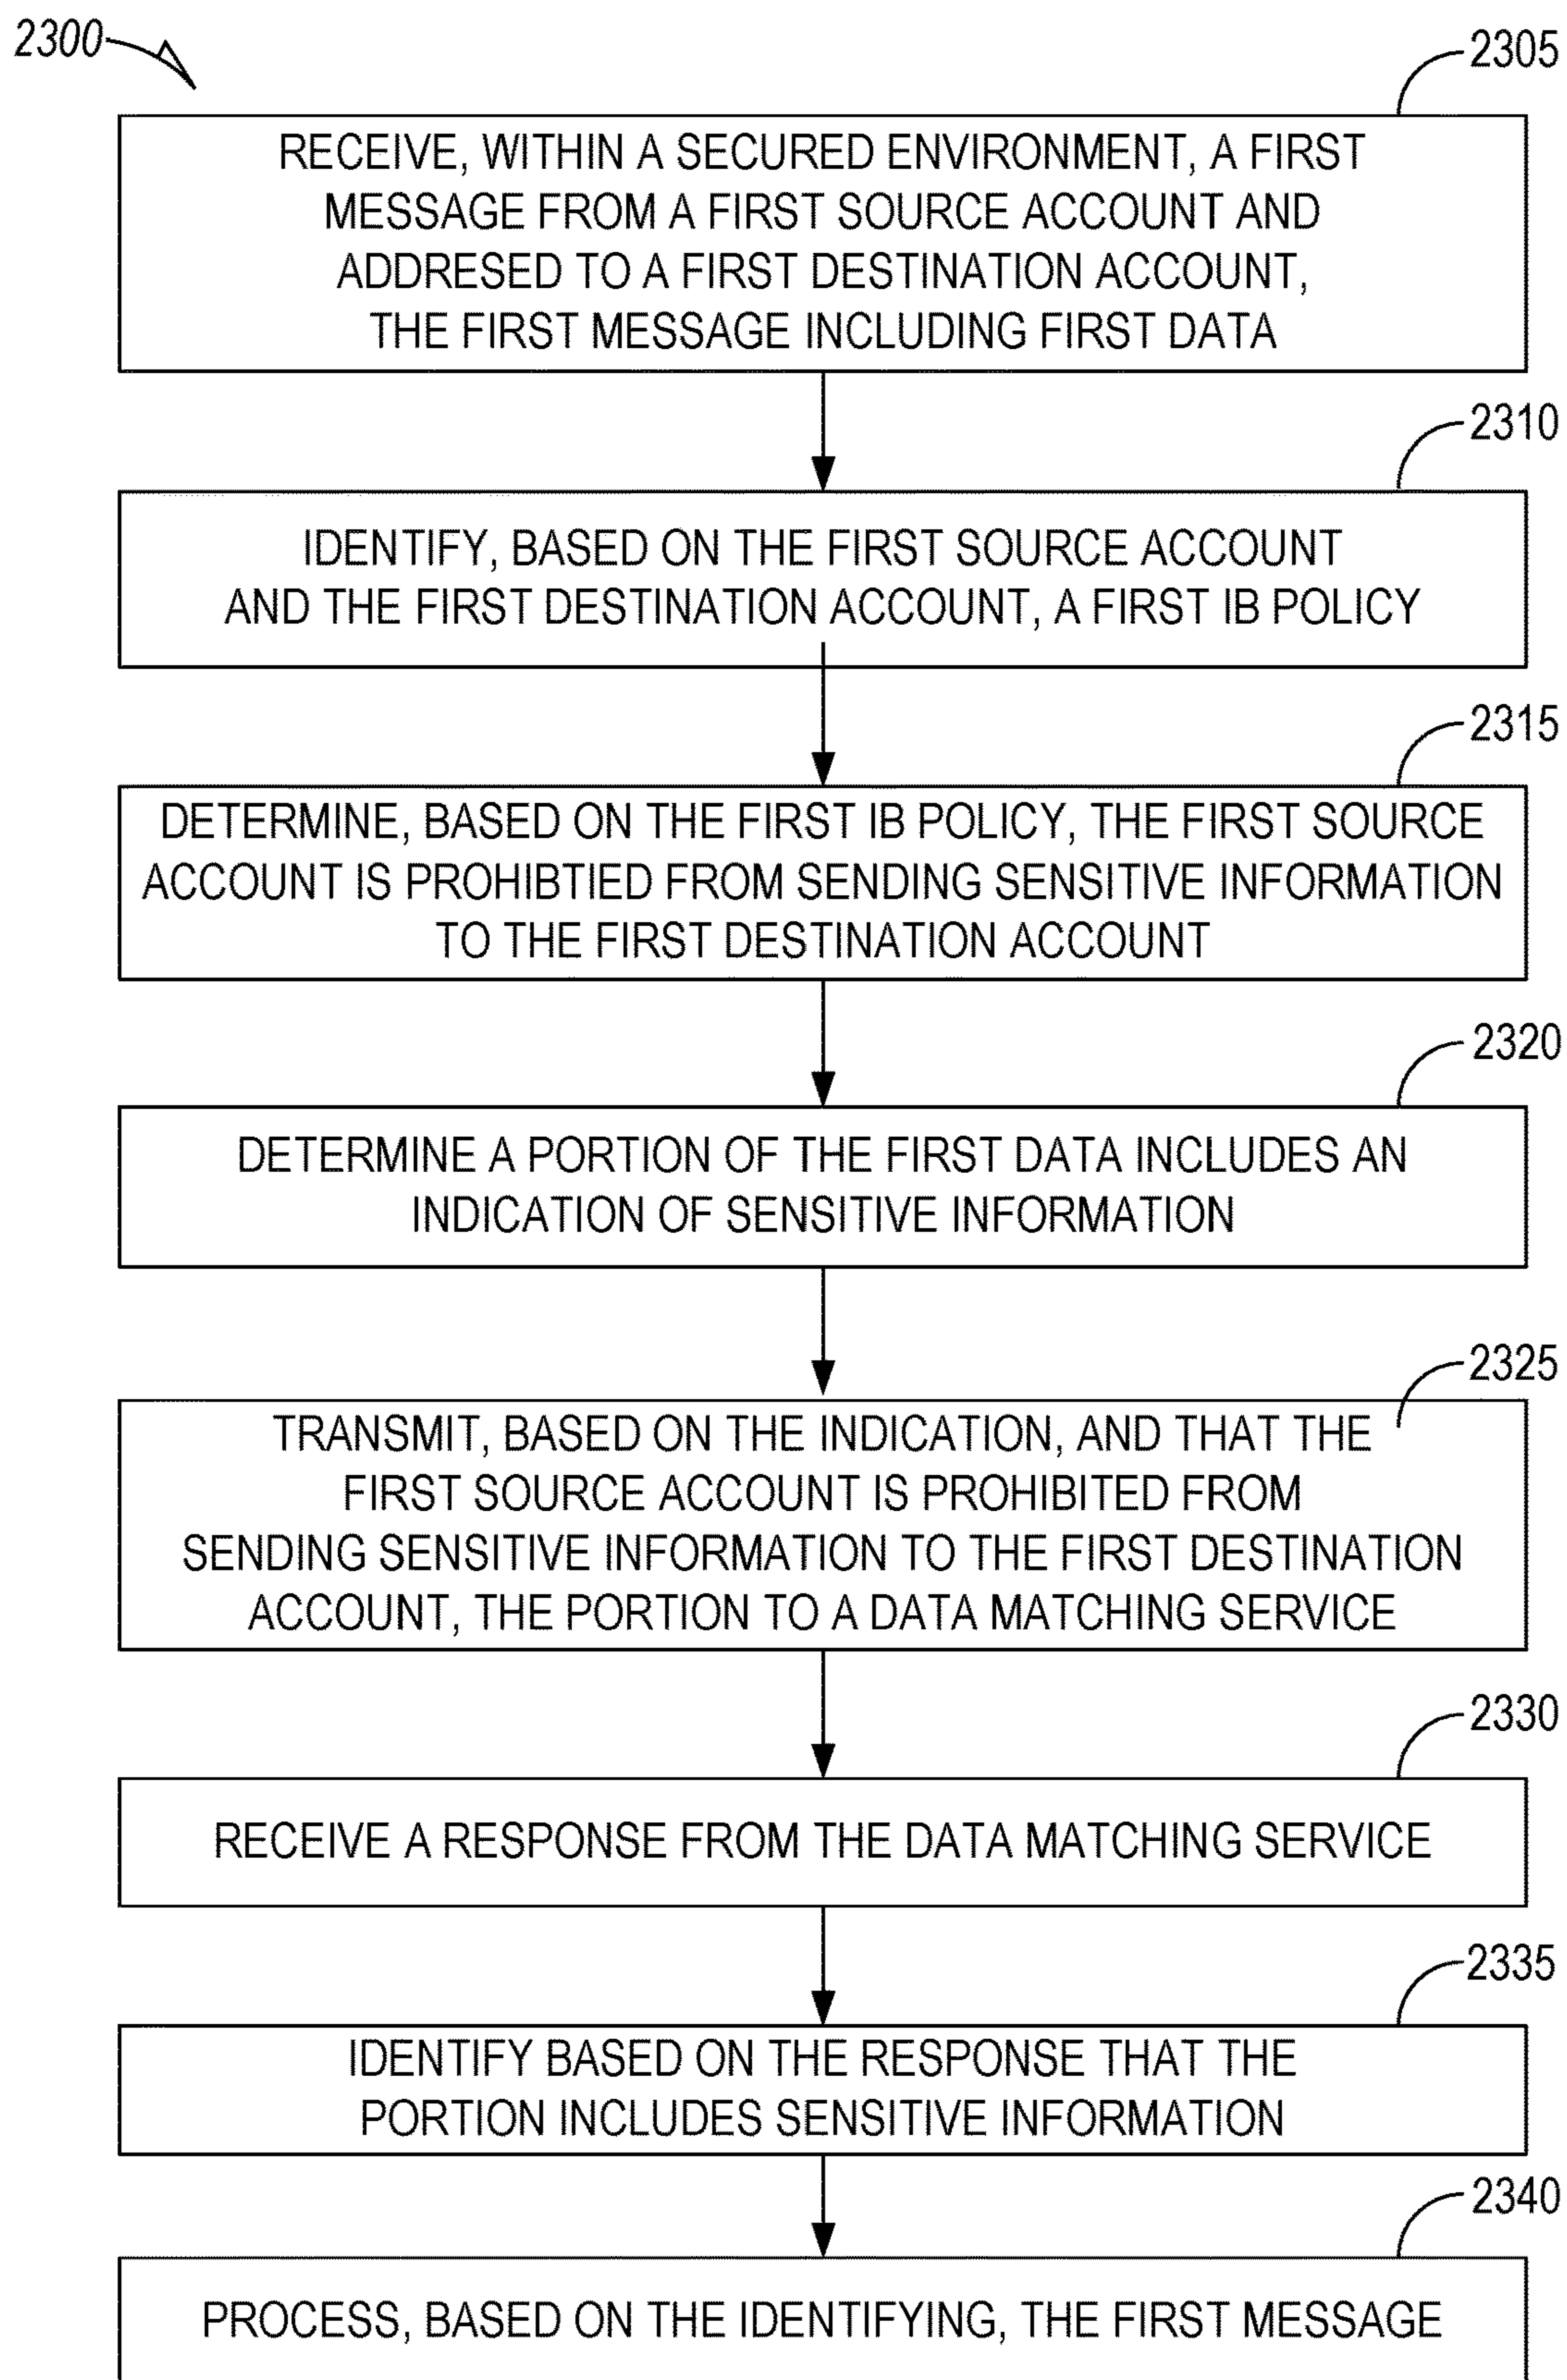 2300
2305
RECEIVE, WITHIN A SECURED ENVIRONMENT, A FIRST
MESSAGE FROM A FIRST SOURCE ACCOUNT AND
ADDRESED TO A FIRST DESTINATION ACCOUNT,
THE FIRST MESSAGE INCLUDING FIRST DATA
2310
IDENTIFY, BASED ON THE FIRST SOURCE ACCOUNT
AND THE FIRST DESTINATION ACCOUNT, A FIRST IB POLICY
2315
DETERMINE, BASED ON THE FIRST IB POLICY, THE FIRST SOURCE
ACCOUNT IS PROHIBTIED FROM SENDING SENSITIVE INFORMATION
TO THE FIRST DESTINATION ACCOUNT
2320
DETERMINE A PORTION OF THE FIRST DATA INCLUDES AN
INDICATION OF SENSITIVE INFORMATION
2325
TRANSMIT, BASED ON THE INDICATION, AND THAT THE
FIRST SOURCE ACCOUNT IS PROHIBITED FROM
SENDING SENSITIVE INFORMATION TO THE FIRST DESTINATION
ACCOUNT, THE PORTION TO A DATA MATCHING SERVICE
2330
RECEIVE A RESPONSE FROM THE DATA MATCHING SERVICE
2335
IDENTIFY BASED ON THE RESPONSE THAT THE
PORTION INCLUDES SENSITIVE INFORMATION
2340
PROCESS, BASED ON THE IDENTIFYING, THE FIRST MESSAGE